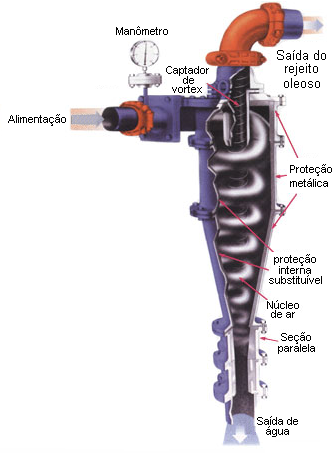 Manômetro
Captador
de
vortex
Saída do
rejeito
oleoso
Alimentação
Proteção
metálica
proteção
interna
substituível
Núcleo
de ar
Seção
paralela
Saída de
água